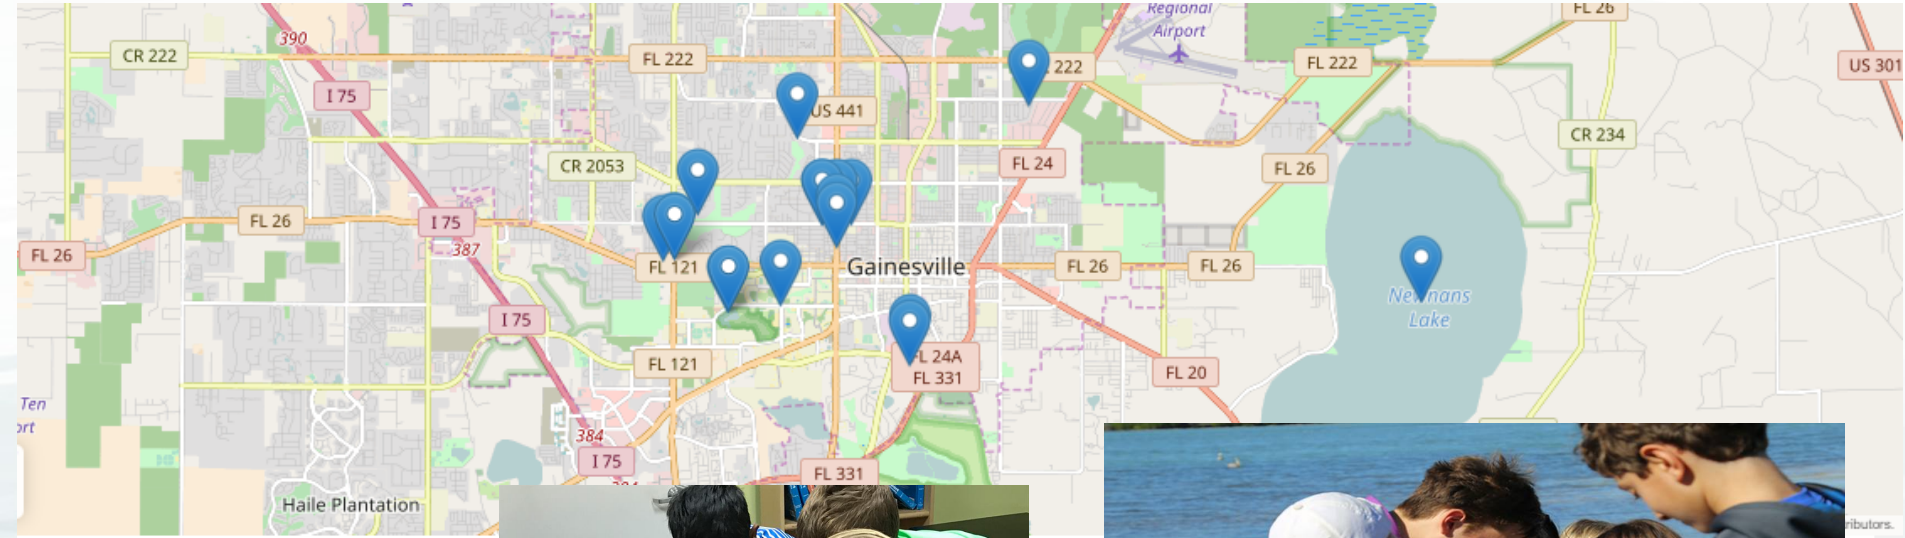 Regional
Airport
FL 26
390
CR 222
FL 222
222
FL 222
US 301
I 75
US 441
CR 2053
FL 24
CR 234
FL 26
FL 26
I 75
387
FL 26
FL 121
Gainesville
FL 26
FL 26
Lake
I 75
FL 121
FL 24A
FL 331
FL 20
Ten
384
I 75
FL 331
Haile Plantation